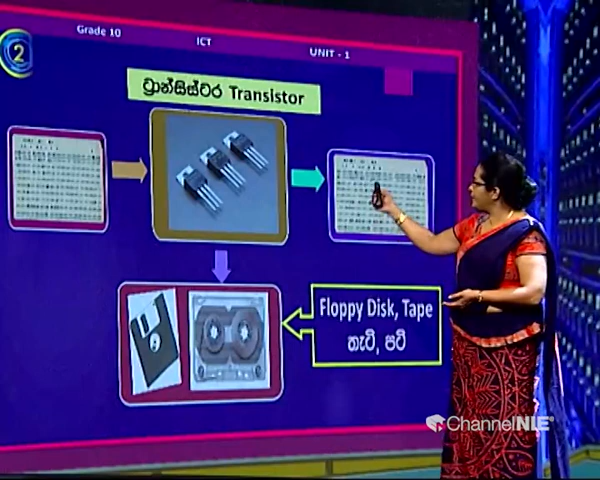 2
Grade 10 ICT UNIT - 1
ට්‍රාන්සිස්ටර Transistor
Floppy Disk, Tape
තැටි, පටි
ChannelNIE